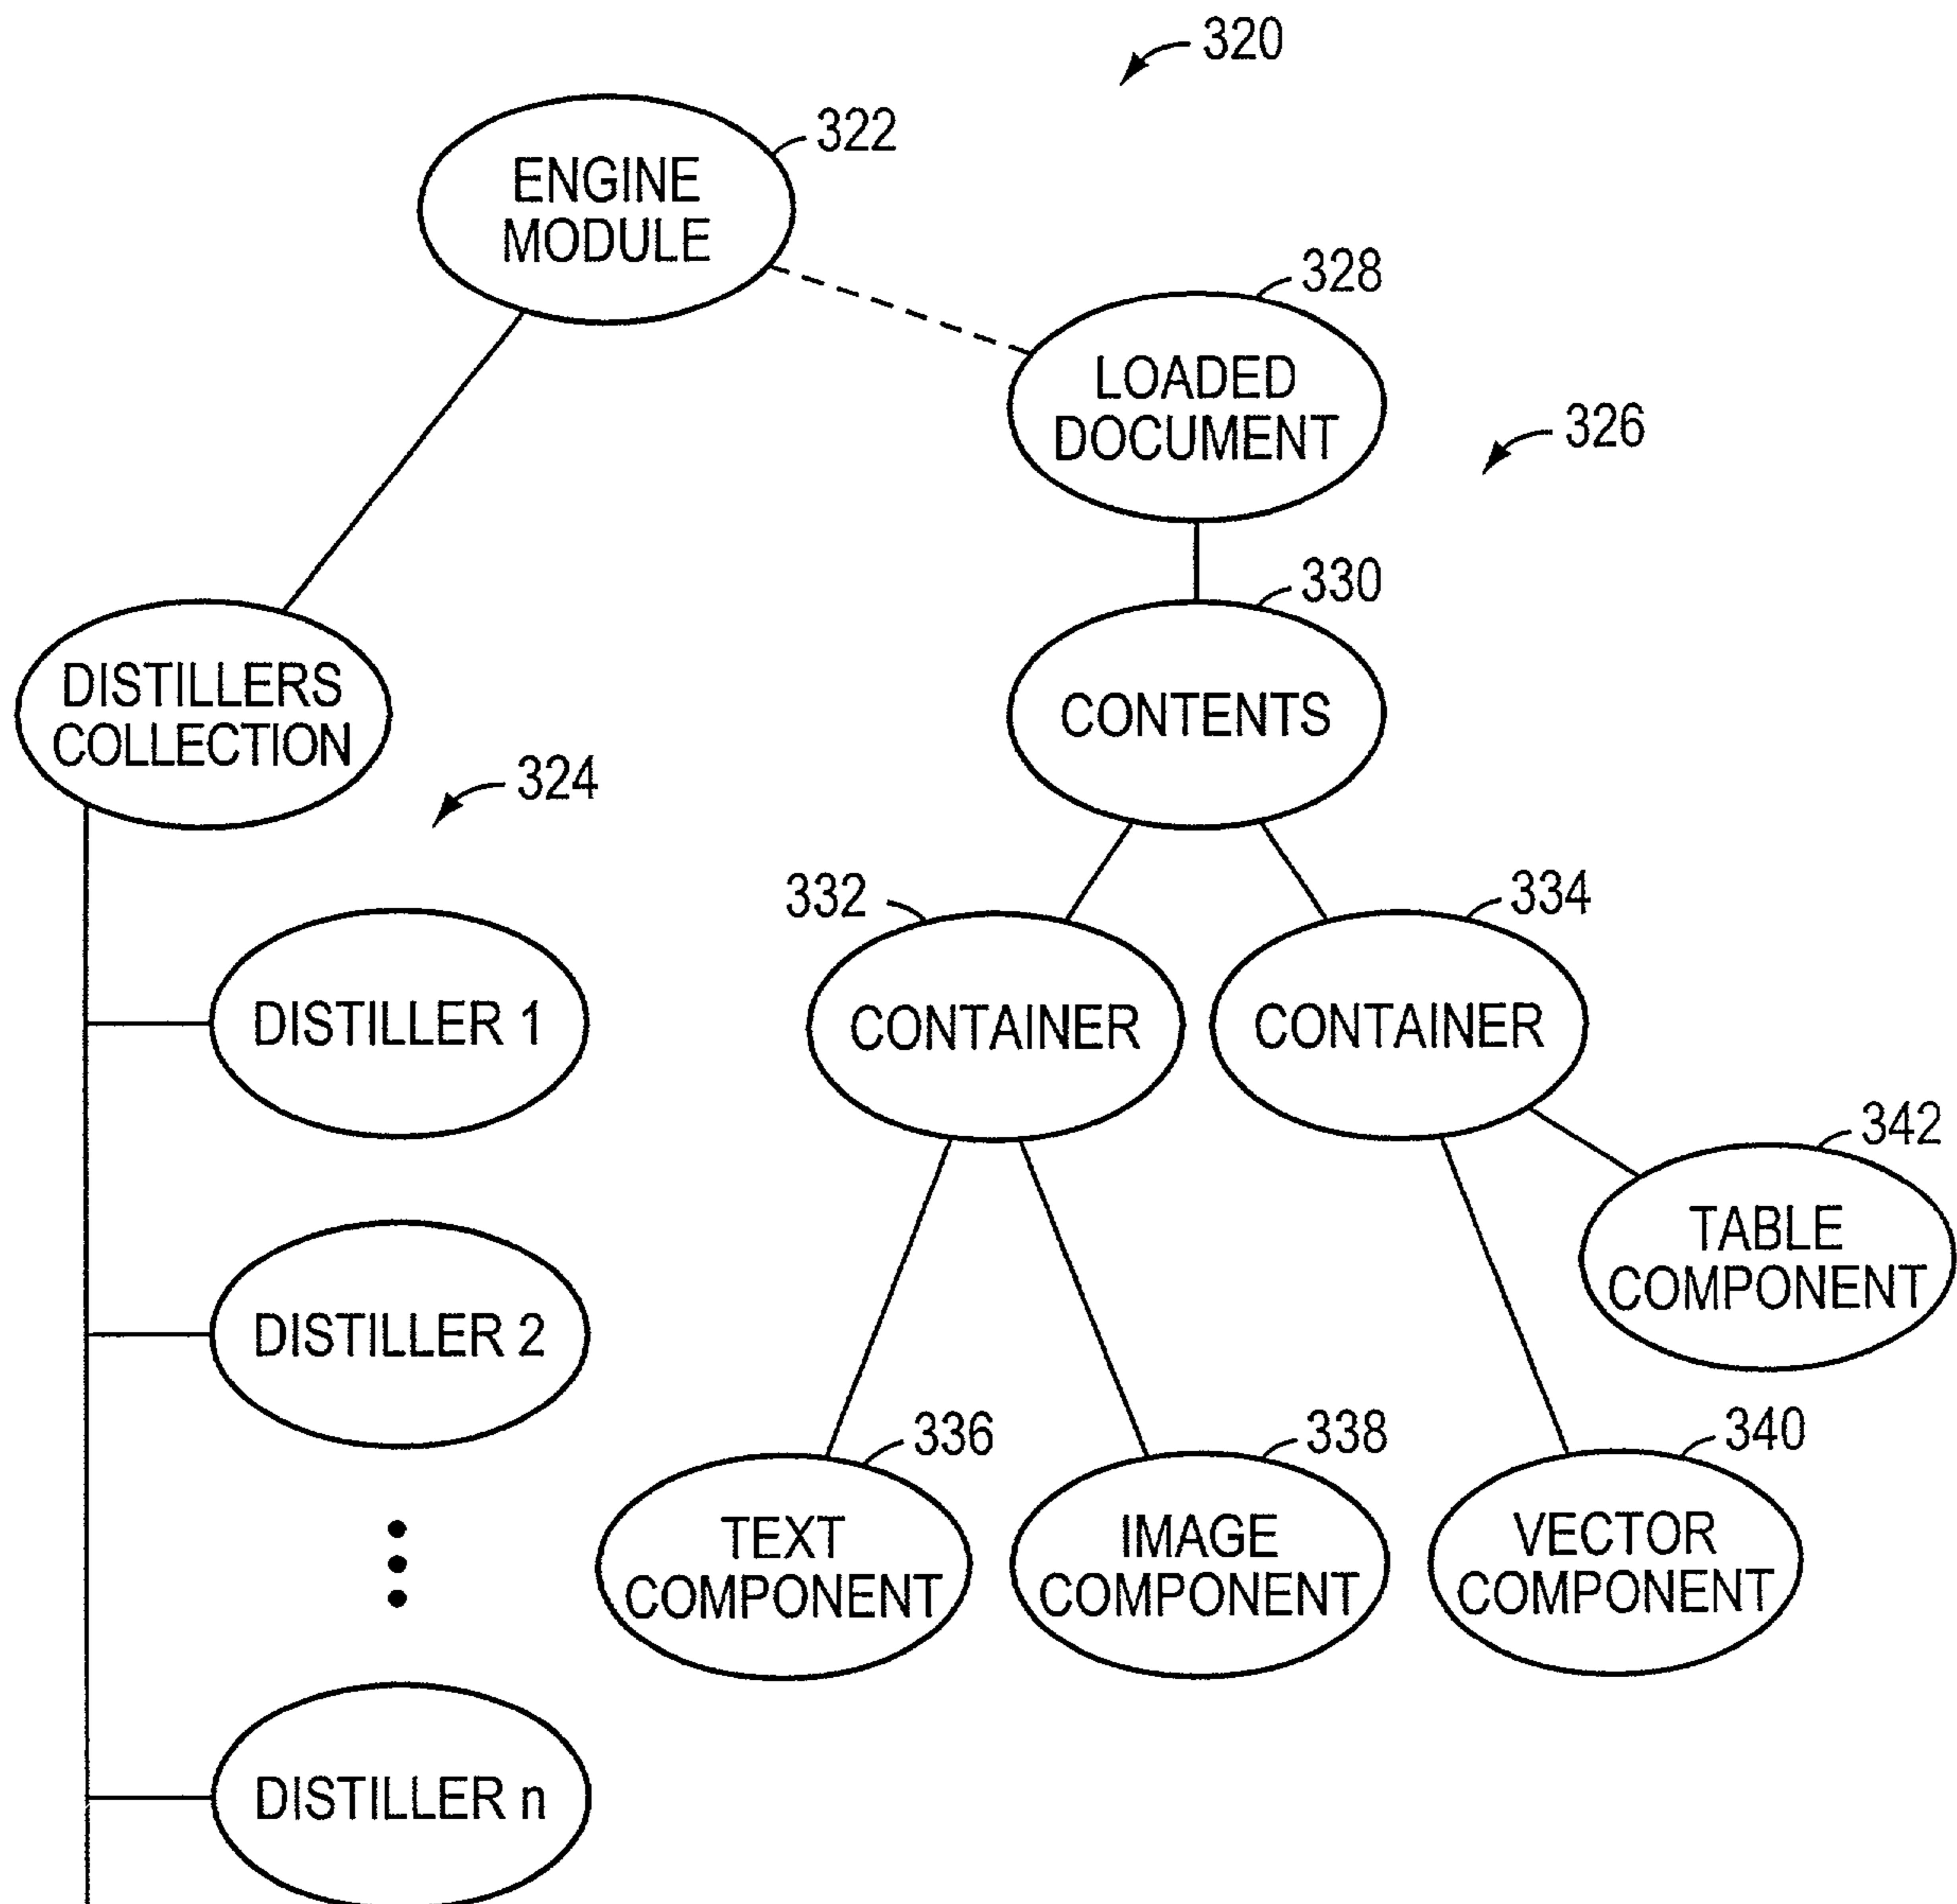 320
322
ENGINE
MODULE
328
LOADED
DOCUMENT
326
330
CONTENTS
DISTILLERS
COLLECTION
324
332
334
CONTAINER
CONTAINER
DISTILLER 1
342
TABLE
COMPONENT
DISTILLER 2
336
338
340
TEXT
COMPONENT
IMAGE
COMPONENT
VECTOR
COMPONENT
DISTILLER n